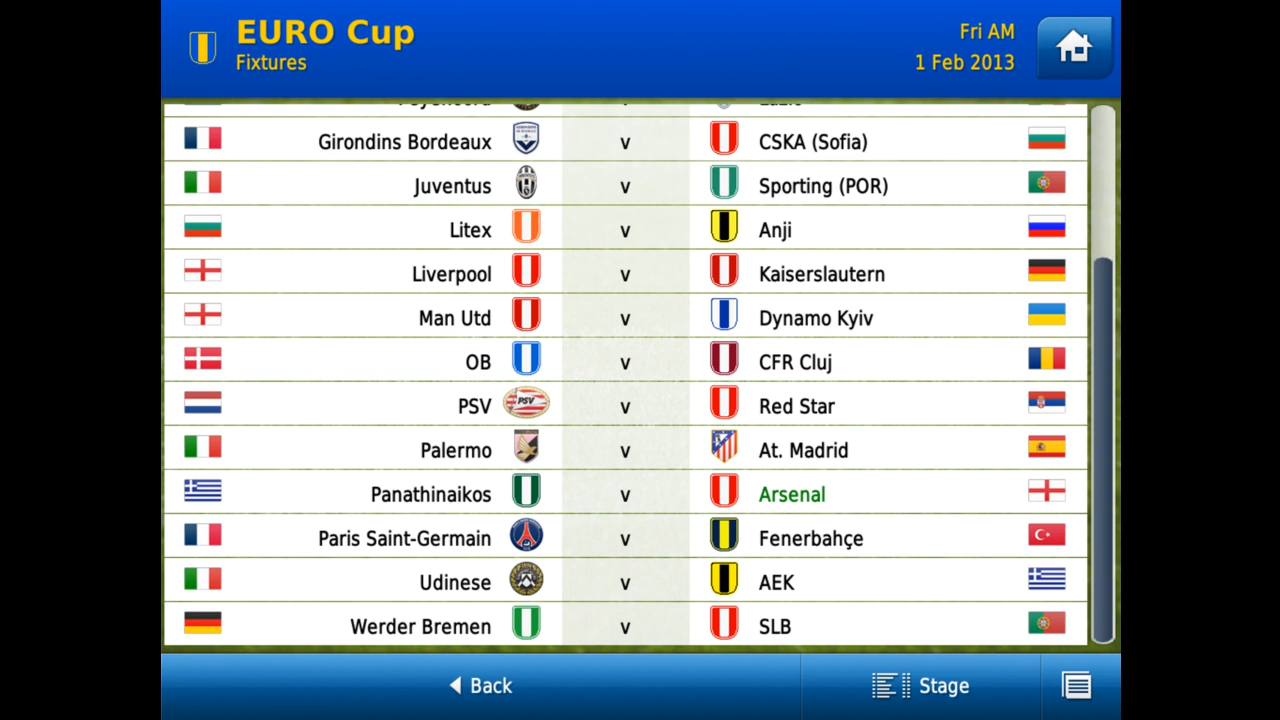 EURO Cup
Fixtures
Fri AM
1 Feb 2013
Girondins Bordeaux v CSKA (Sofia)
Juventus v Sporting (POR)
Litex v Anji
Liverpool v Kaiserslautern
Man Utd v Dynamo Kyiv
OB v CFR Cluj
PSV PSV v Red Star
Palermo v At. Madrid
Panathinaikos v Arsenal
Paris Saint-Germain v Fenerbahçe
Udinese v AEK
Werder Bremen v SLB
Back
Stage